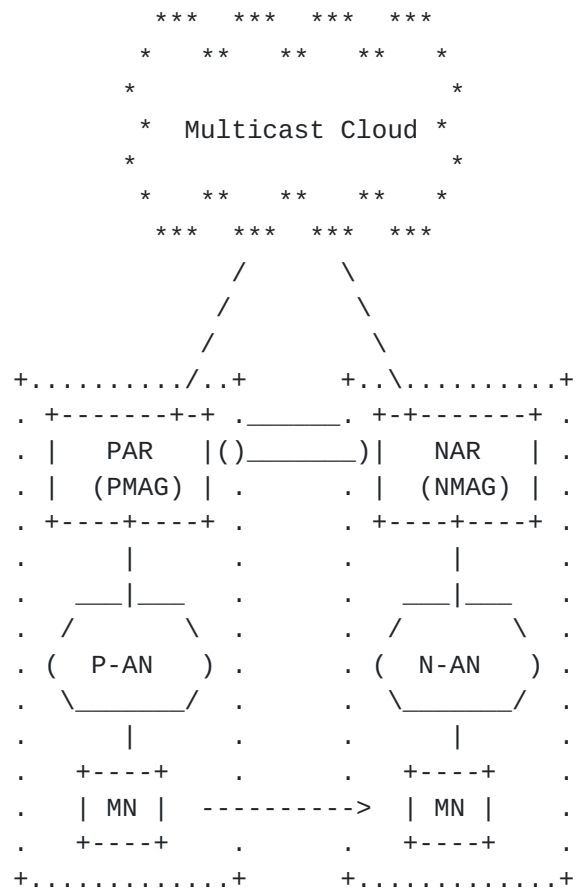 Multicast Cloud
PAR NAR
(PMAG) (NMAG)
P-AN N-AN
MN MN